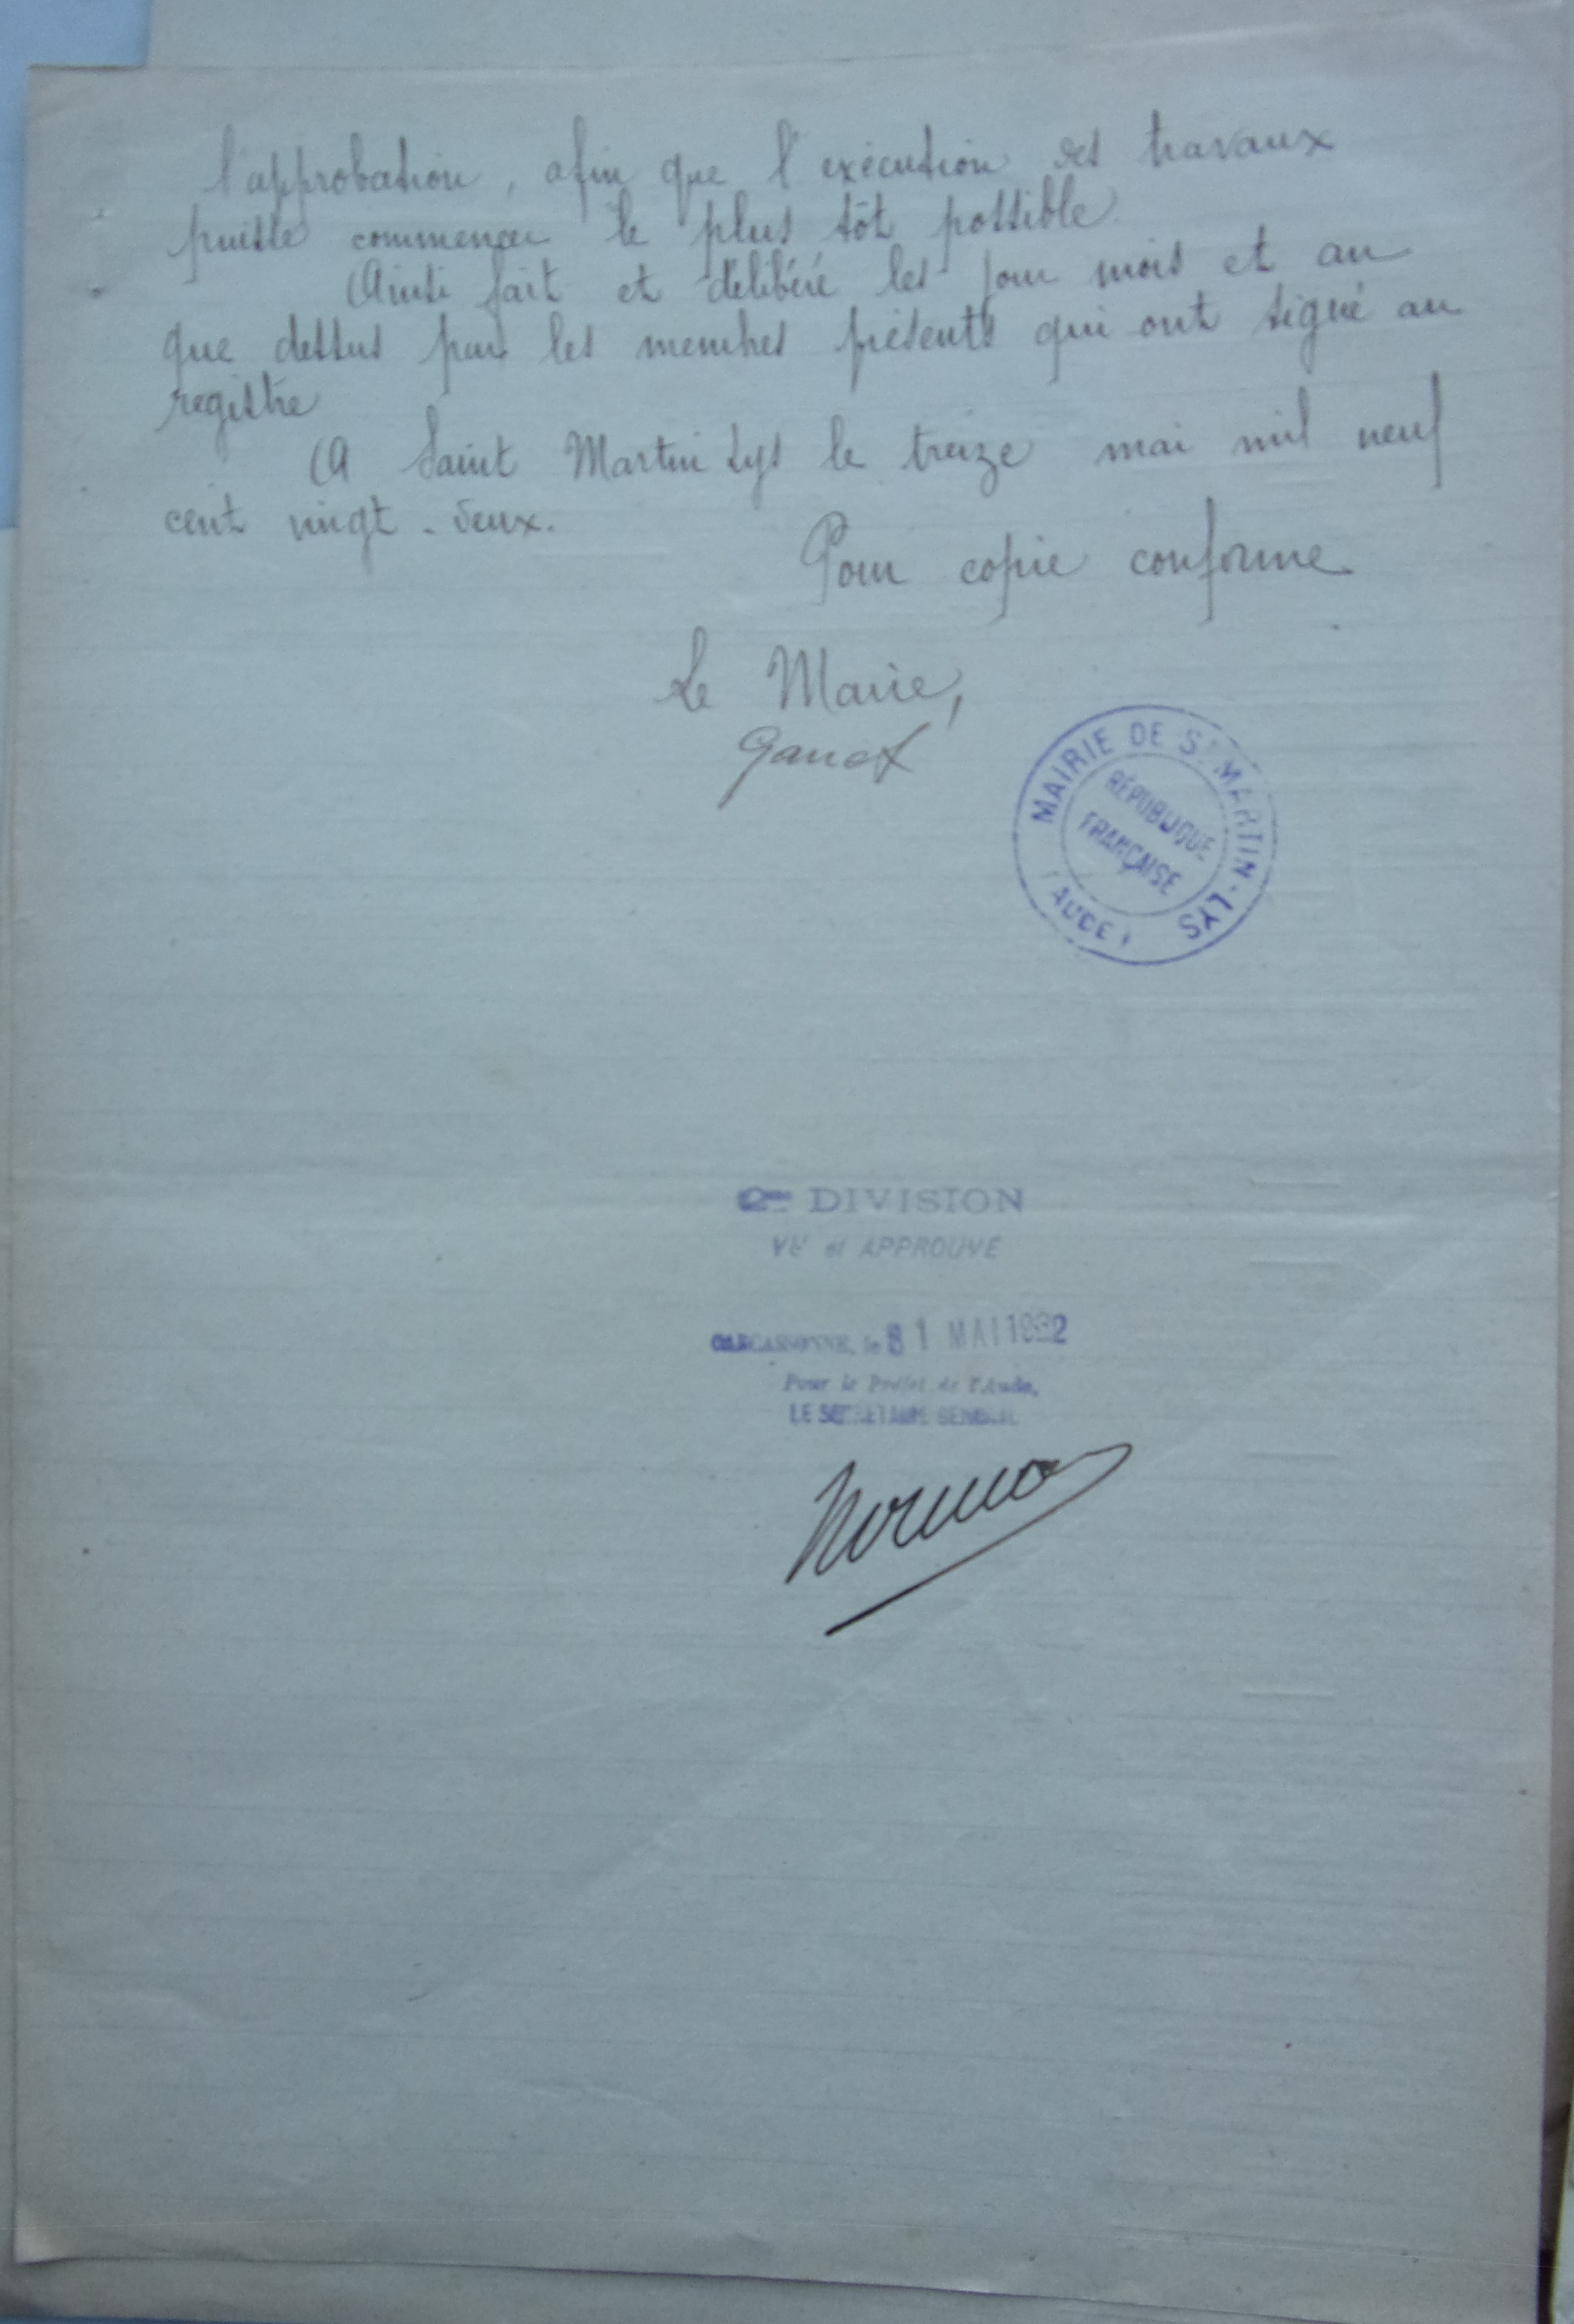 l'approbation, afin que l'exécution des travaux
puisse commencer le plus tôt possible.
Ainsi fait et délibéré les jour mois et an
que dessus par les membres présents qui ont signé au
registre
A Saint Martin Lys le treize mai mil neuf
cent vingt-deux.
Pour copie conforme
Le Maire,
MAIRIE DE St MARTIN-LYS
RÉPUBLIQUE
FRANÇAISE
(AUDE)
2me DIVISION
VU et APPROUVÉ
CARCASSONNE, le 31 MAI 1922
Pour le Préfet de l'Aude,
LE SECRÉTAIRE GÉNÉRAL